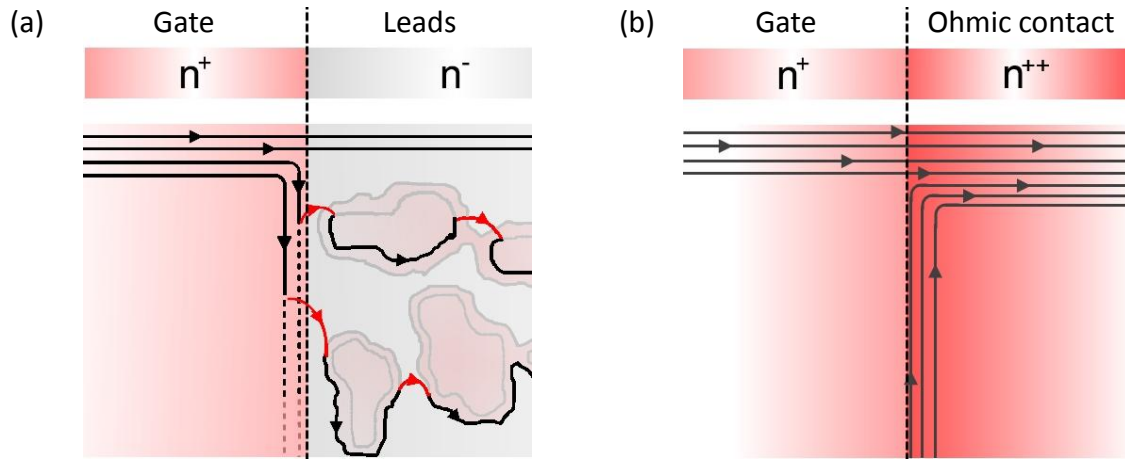 (a) Gate Leads
n⁺ n⁻
(b) Gate Ohmic contact
n⁺ n⁺⁺